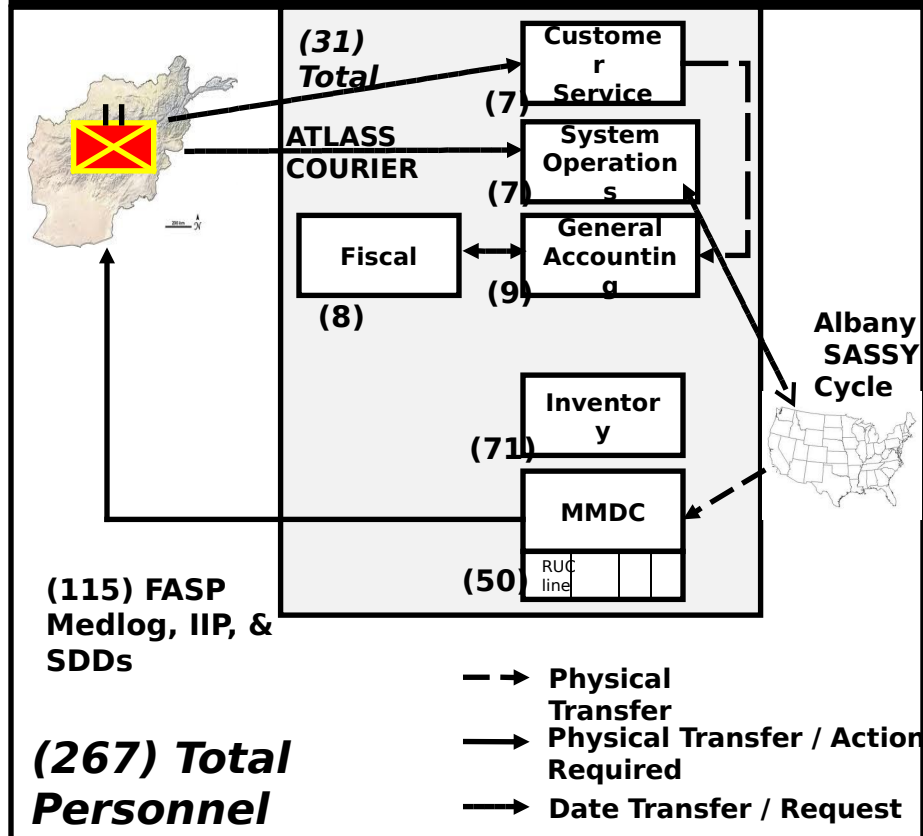 (31)
Total
Custome
r
Service
(7)
ATLASS
COURIER
System
Operation
s
(7)
Fiscal
(8)
General
Accountin
g
(9)
Albany
SASSY
Cycle
Inventor
y
(71)
MMDC
RUC
line
(50)
(115) FASP
Medlog, IIP, &
SDDs
(267) Total
Personnel
Physical
Transfer
Physical Transfer / Action
Required
Date Transfer / Request